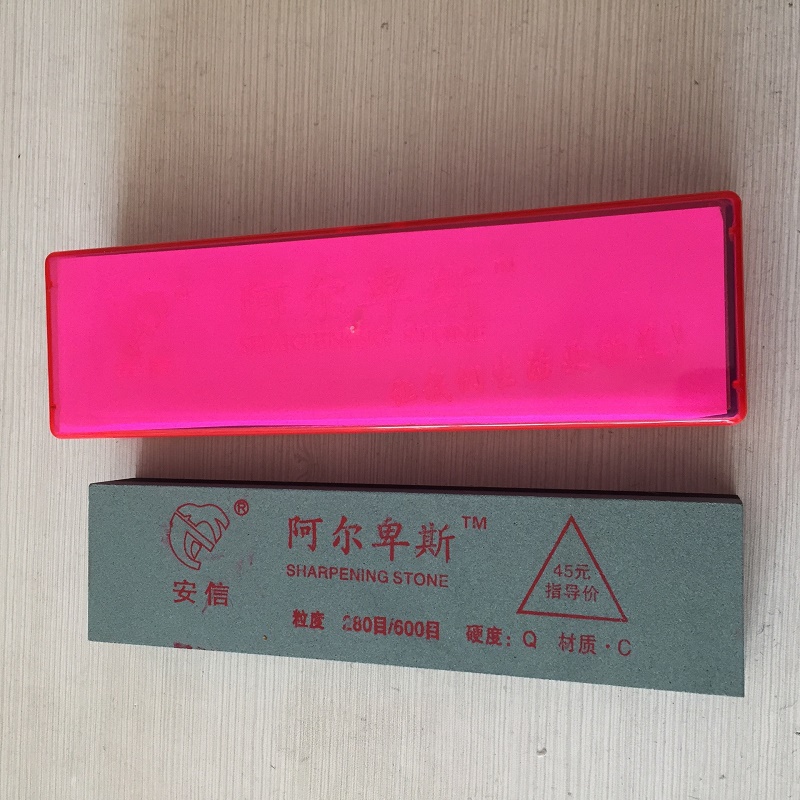 ®
安信
阿尔卑斯™
SHARPENING STONE
粒度 280目/600目 硬度：Q 材质·C
45元
指导价